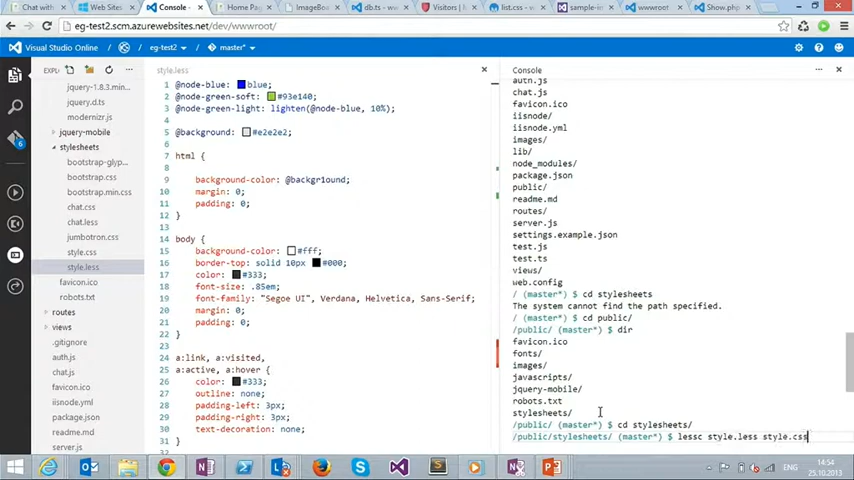 Chat with
Web Sites
Console
Home Page
ImageBo
db.ts
Visitors |
list.css
sample-i
wwwroot
Show.php
eg-test2.scm.azurewebsites.net/dev/wwwroot/
Visual Studio Online
eg-test2
master*
EXPL
style.less
Console
jquery-1.8.3.min...
jquery.d.ts
modernizr.js
jquery-mobile
stylesheets
bootstrap-glyp...
bootstrap.css
bootstrap.min.css
chat.css
chat.less
jumbotron.css
style.css
style.less
favicon.ico
robots.txt
routes
views
.gitignore
auth.js
chat.js
favicon.ico
iisnode.yml
package.json
readme.md
server.js
6
1 @node-blue: blue;
2 @node-green-soft: #93e140;
3 @node-green-light: lighten(@node-blue, 10%);
4
5 @background: #e2e2e2;
6
7 html {
8
9 background-color: @backgr1ound;
10 margin: 0;
11 padding: 0;
12 }
13
14 body {
15 background-color: #fff;
16 border-top: solid 10px #000;
17 color: #333;
18 font-size: .85em;
19 font-family: "Segoe UI", Verdana, Helvetica, Sans-Serif;
20 margin: 0;
21 padding: 0;
22 }
23
24 a:link, a:visited,
25 a:active, a:hover {
26 color: #333;
27 outline: none;
28 padding-left: 3px;
29 padding-right: 3px;
30 text-decoration: none;
31 }
auth.js
chat.js
favicon.ico
iisnode/
iisnode.yml
images/
lib/
node_modules/
package.json
public/
readme.md
routes/
server.js
settings.example.json
test.js
test.ts
views/
web.config
/ (master*) $ cd stylesheets
The system cannot find the path specified.
/ (master*) $ cd public/
/public/ (master*) $ dir
favicon.ico
fonts/
images/
javascripts/
jquery-mobile/
robots.txt
stylesheets/
/public/ (master*) $ cd stylesheets/
/public/stylesheets/ (master*) $ lessc style.less style.css
ENG
14:54
25.10.2013